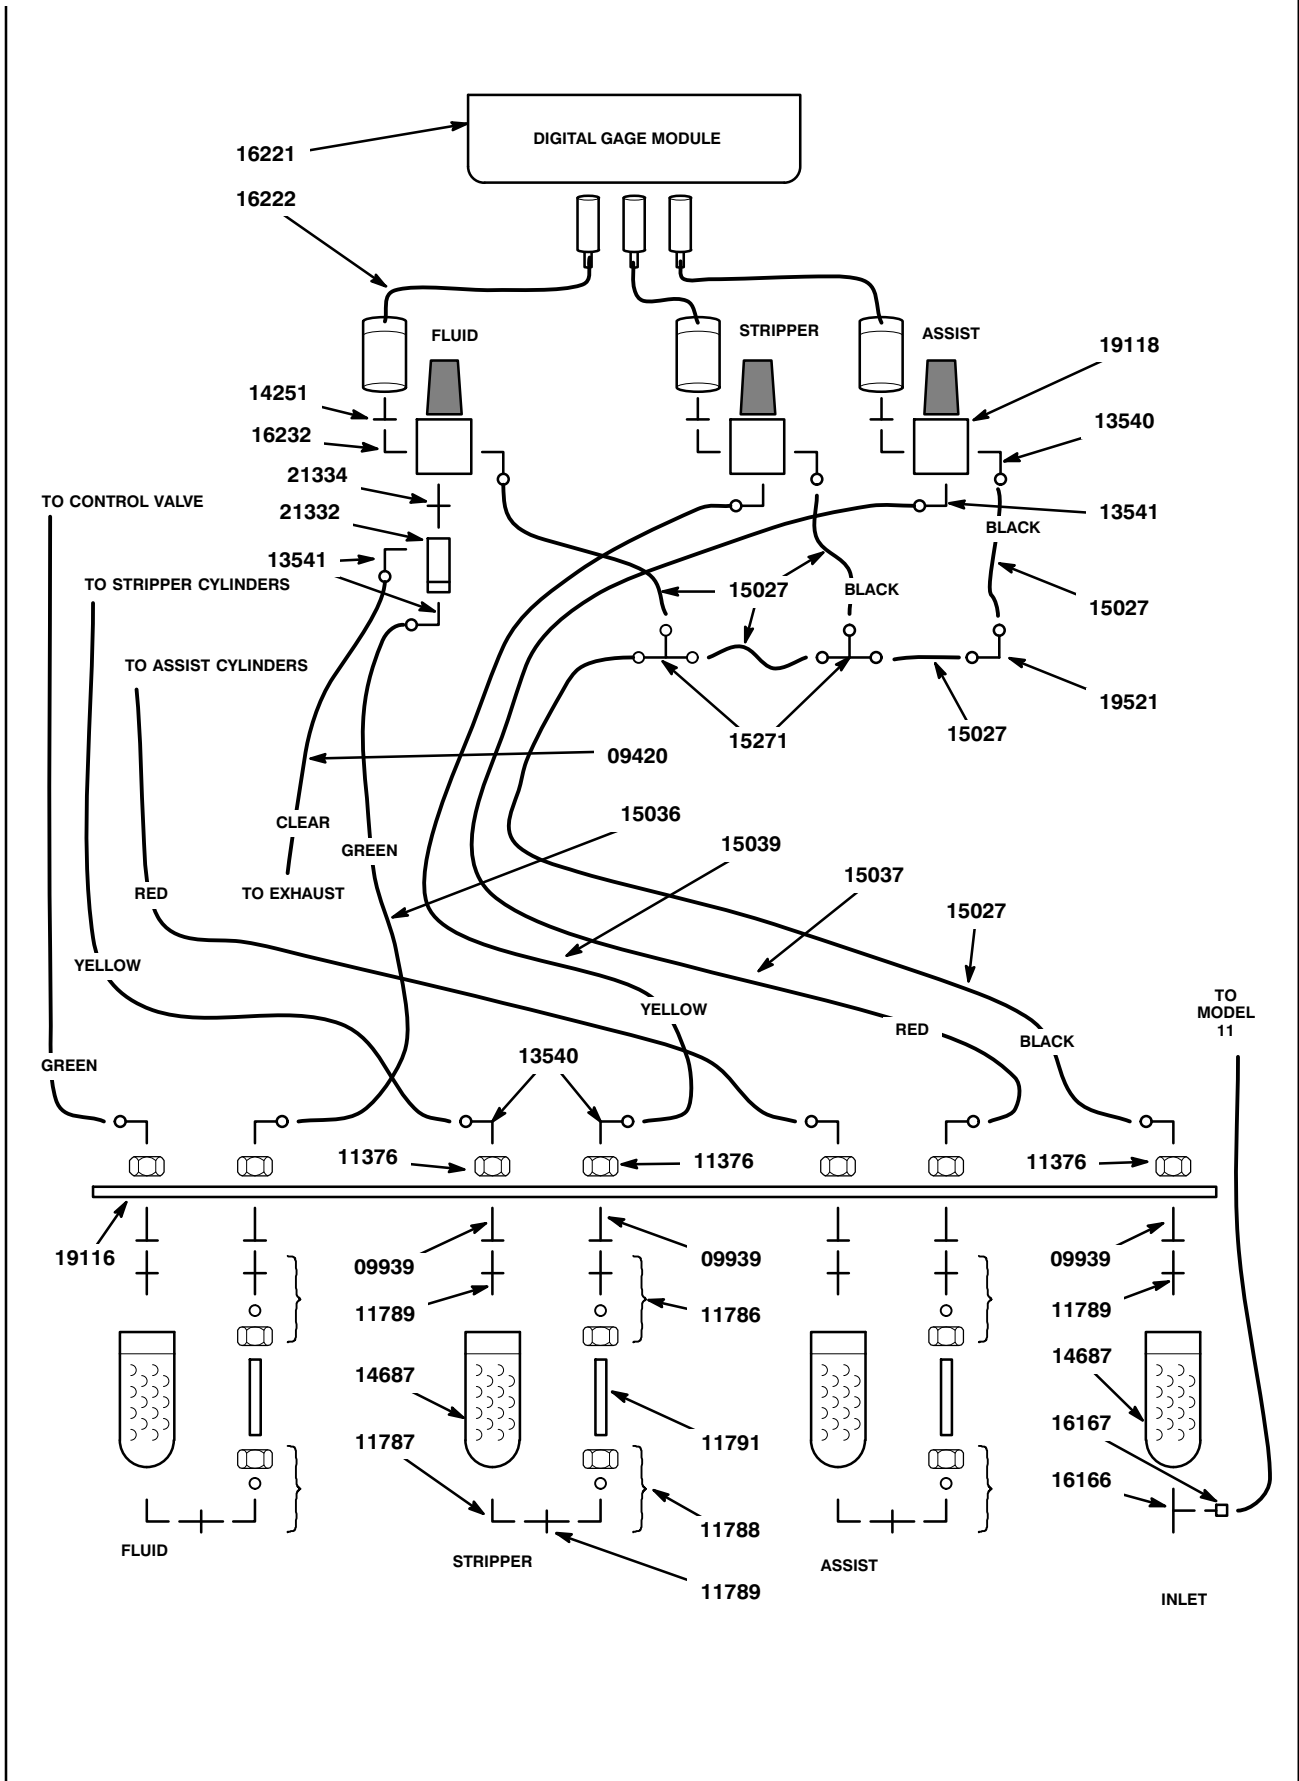 DIGITAL GAGE MODULE
16221
16222
FLUID
STRIPPER
ASSIST
19118
14251
13540
16232
21334
TO CONTROL VALVE
21332
13541
BLACK
13541
TO STRIPPER CYLINDERS
15027
BLACK
15027
TO ASSIST CYLINDERS
19521
15271
15027
09420
15036
CLEAR
15039
GREEN
15037
TO EXHAUST
RED
15027
YELLOW
TO
MODEL
11
YELLOW
RED
BLACK
13540
GREEN
11376
11376
11376
19116
09939
09939
09939
11789
11786
11789
14687
14687
16167
11787
11791
16166
11788
FLUID
STRIPPER
ASSIST
11789
INLET